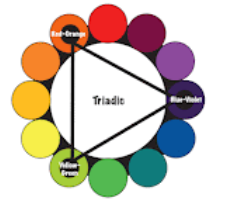 Red-Orange
Triadic
Blue-Violet
Yellow-
Green